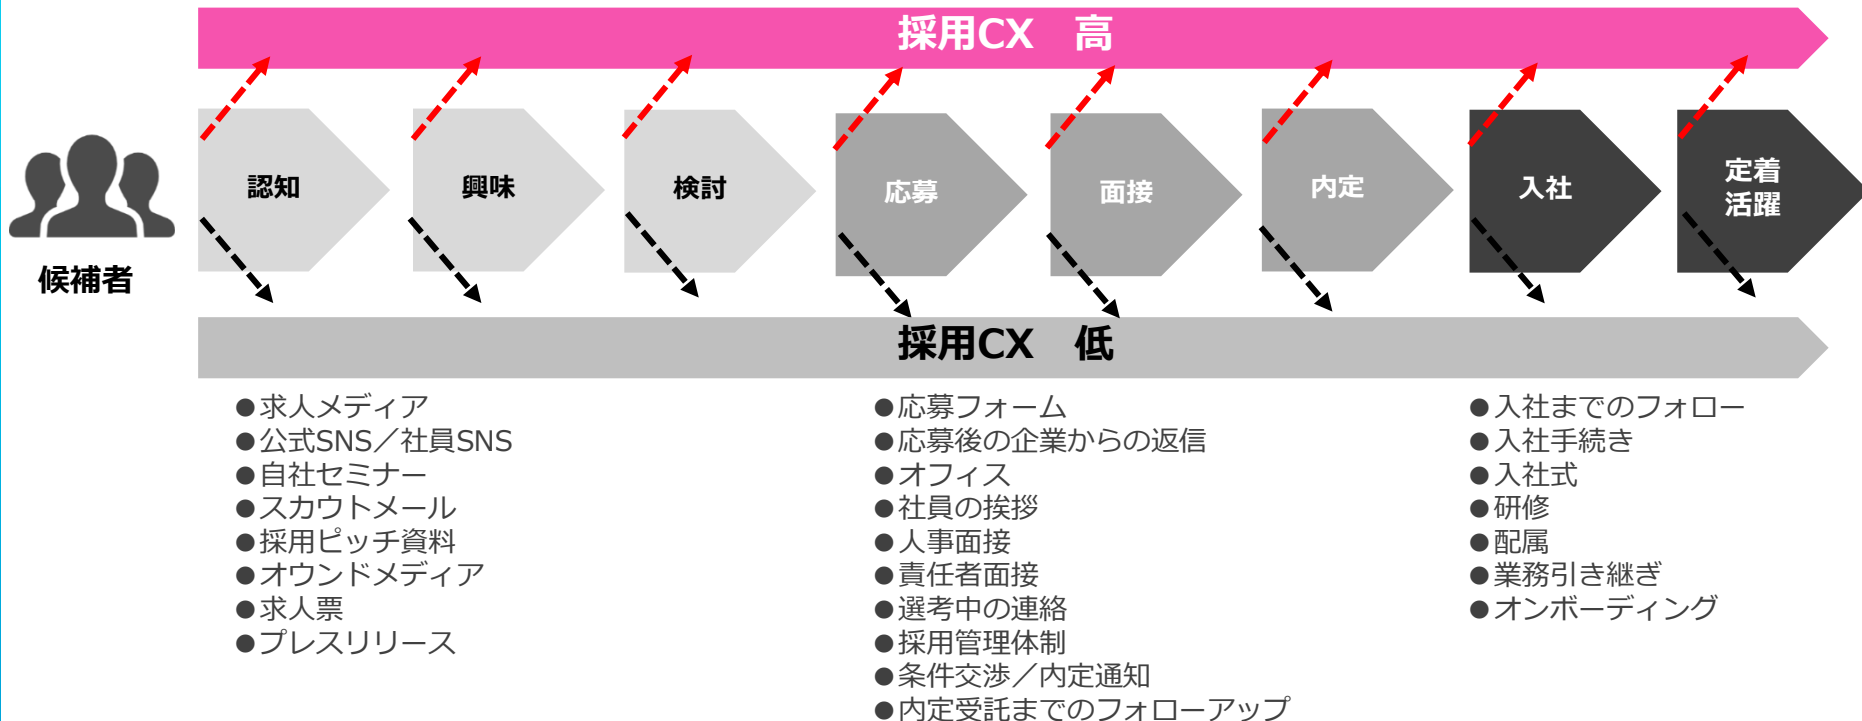 採用CX 高
認知
興味
検討
応募
面接
内定
入社
定着
活躍
候補者
採用CX 低
●求人メディア
●公式SNS／社員SNS
●自社セミナー
●スカウトメール
●採用ピッチ資料
●オウンドメディア
●求人票
●プレスリリース
●応募フォーム
●応募後の企業からの返信
●オフィス
●社員の挨拶
●人事面接
●責任者面接
●選考中の連絡
●採用管理体制
●条件交渉／内定通知
●内定受託までのフォローアップ
●入社までのフォロー
●入社手続き
●入社式
●研修
●配属
●業務引き継ぎ
●オンボーディング